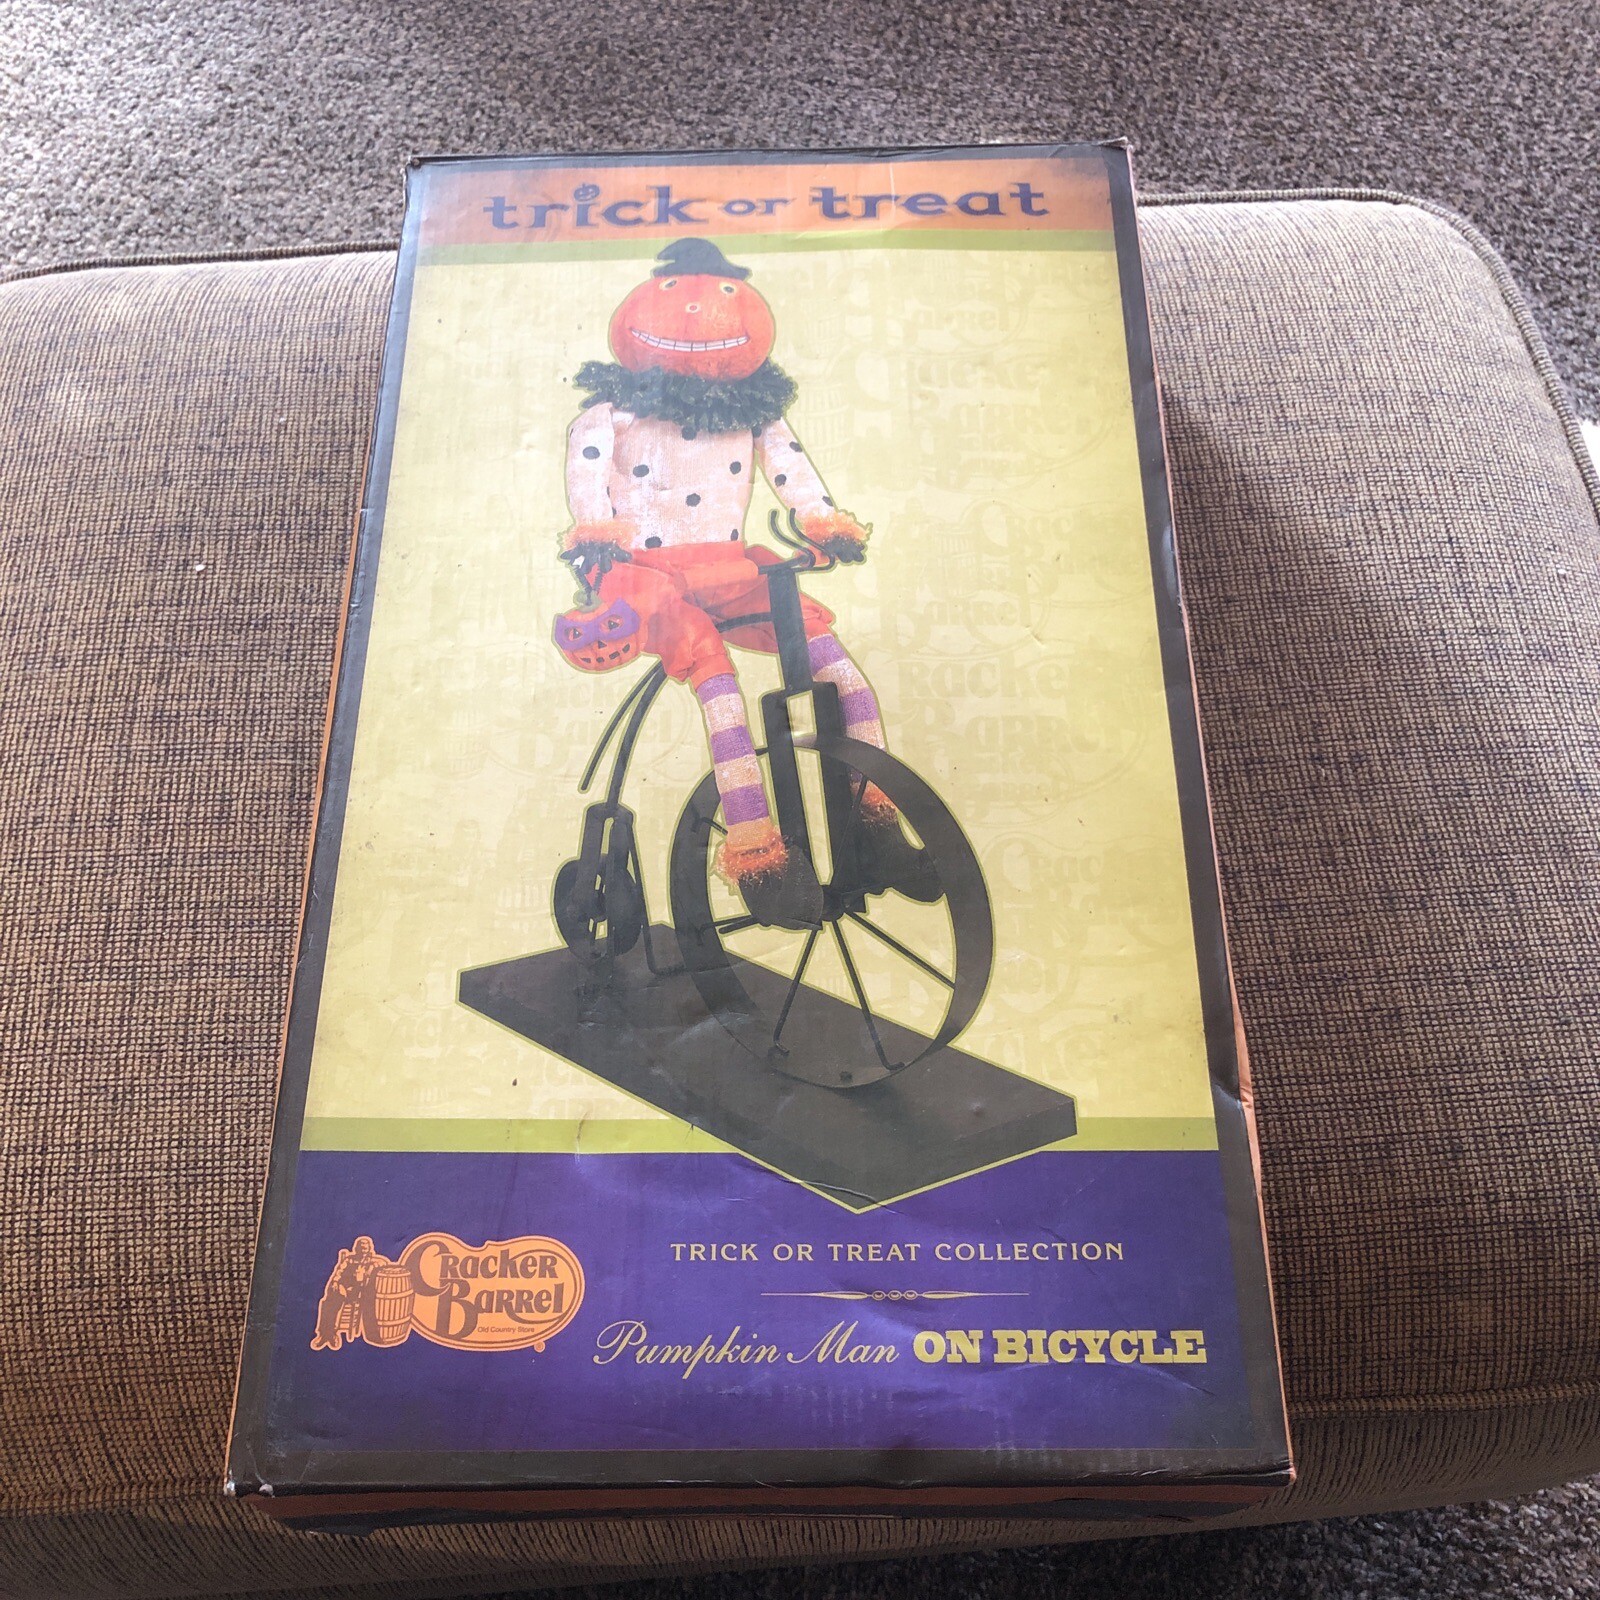 trick or treat
TRICK OR TREAT COLLECTION
Cracker Barrel
Old Country Store
Pumpkin Man ON BICYCLE